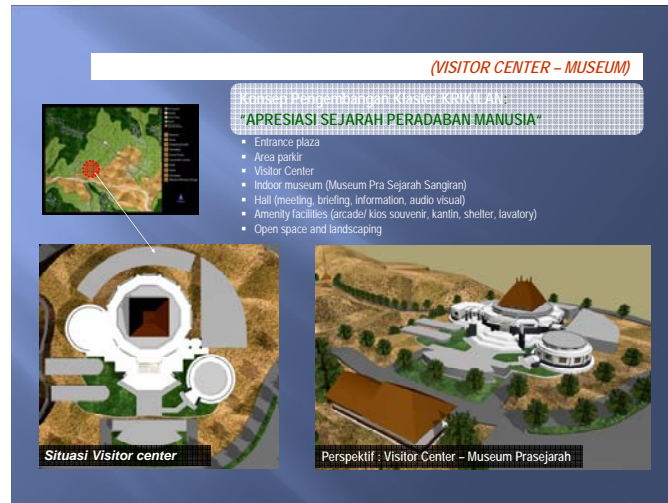 (VISITOR CENTER – MUSEUM)
Konsep Pengembangan Klaster KRIKILAN:
“APRESIASI SEJARAH PERADABAN MANUSIA“
▪ Entrance plaza
▪ Area parkir
▪ Visitor Center
▪ Indoor museum (Museum Pra Sejarah Sangiran)
▪ Hall (meeting, briefing, information, audio visual)
▪ Amenity facilities (arcade/ kios souvenir, kantin, shelter, lavatory)
▪ Open space and landscaping
Situasi Visitor center
Perspektif : Visitor Center – Museum Prasejarah